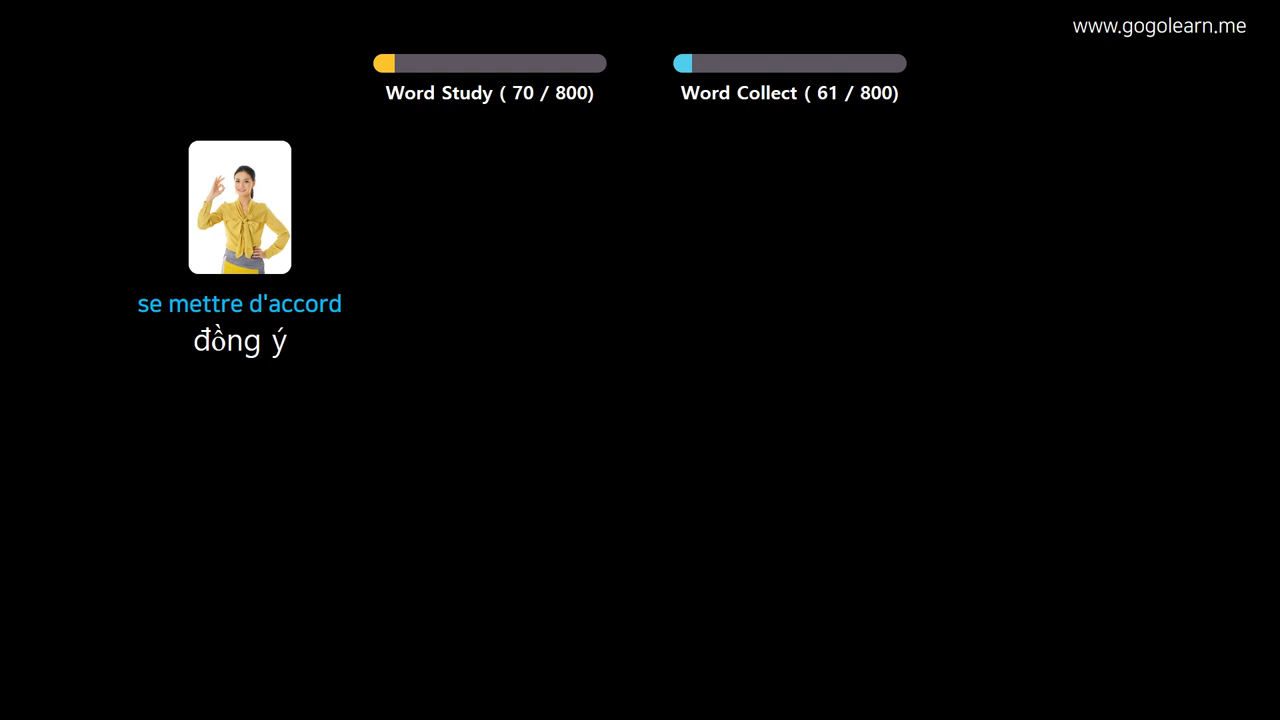 www.gogolearn.me
Word Study ( 70 / 800)
Word Collect ( 61 / 800)
se mettre d'accord
đồng ý